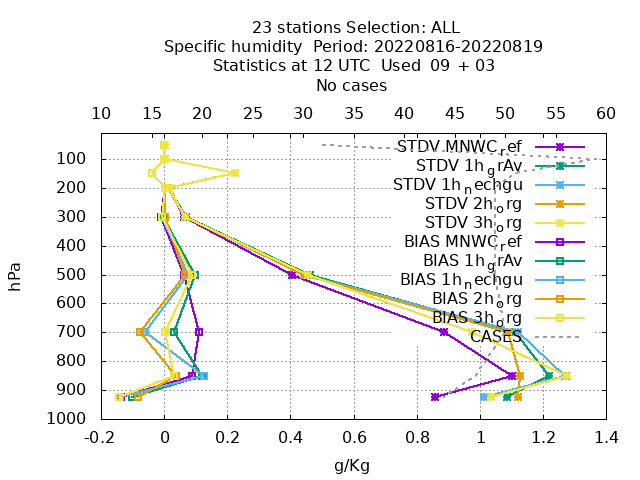 23 stations Selection: ALL
Specific humidity  Period: 20220816-20220819
Statistics at 12 UTC  Used  09 + 03
No cases
10 15 20 25 30 35 40 45 50 55 60
STDV MNWC_ref
STDV 1h_grAv
STDV 1h_nechgu
STDV 2h_org
STDV 3h_org
BIAS MNWC_ref
BIAS 1h_grAv
BIAS 1h_nechgu
BIAS 2h_org
BIAS 3h_org
CASES
hPa
100
200
300
400
500
600
700
800
900
1000
-0.2 0 0.2 0.4 0.6 0.8 1 1.2 1.4
g/Kg